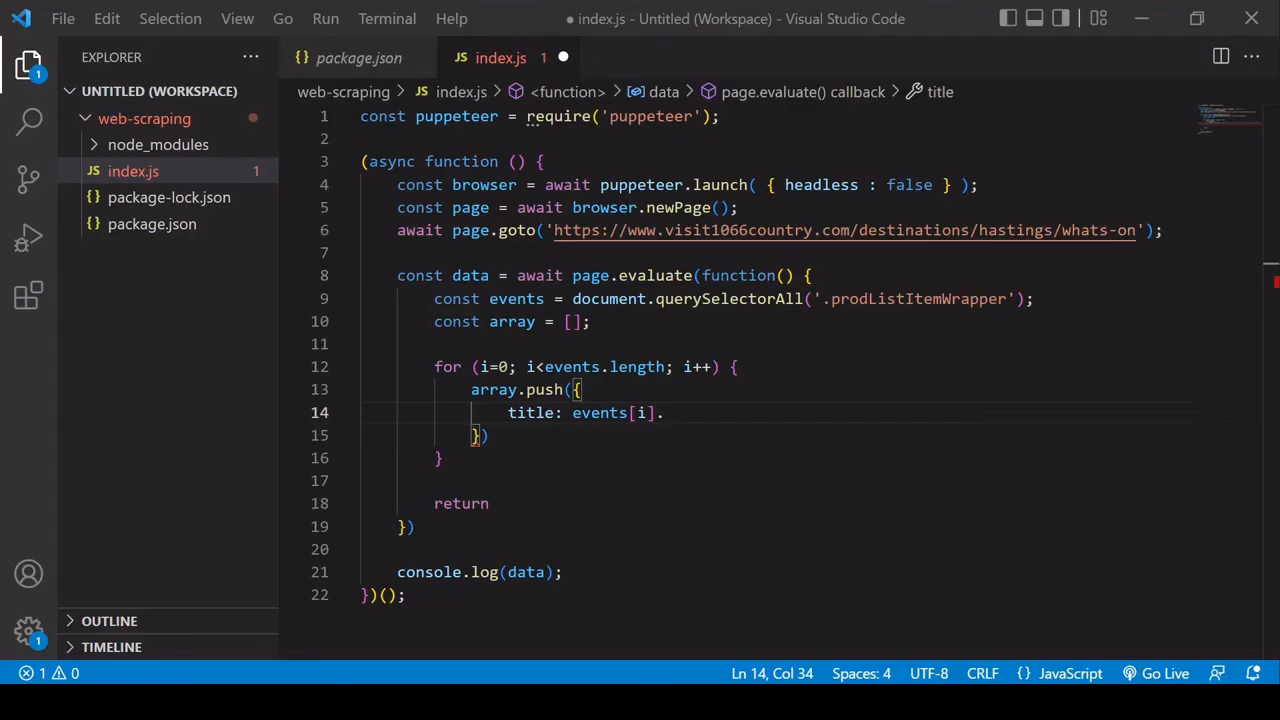 File Edit Selection View Go Run Terminal Help ● index.js - Untitled (Workspace) - Visual Studio Code
EXPLORER ···
{} package.json JS index.js 1 ●
UNTITLED (WORKSPACE)
web-scraping
node_modules
JS index.js 1
{} package-lock.json
{} package.json
OUTLINE
TIMELINE
1
1
web-scraping > JS index.js > <function> > data > page.evaluate() callback > title
1 const puppeteer = require('puppeteer');
2
3 (async function () {
4 const browser = await puppeteer.launch( { headless : false } );
5 const page = await browser.newPage();
6 await page.goto('https://www.visit1066country.com/destinations/hastings/whats-on');
7
8 const data = await page.evaluate(function() {
9 const events = document.querySelectorAll('.prodListItemWrapper');
10 const array = [];
11
12 for (i=0; i<events.length; i++) {
13 array.push({
14 title: events[i].
15 })
16 }
17
18 return
19 })
20
21 console.log(data);
22 })();
1 0 Ln 14, Col 34 Spaces: 4 UTF-8 CRLF {} JavaScript Go Live